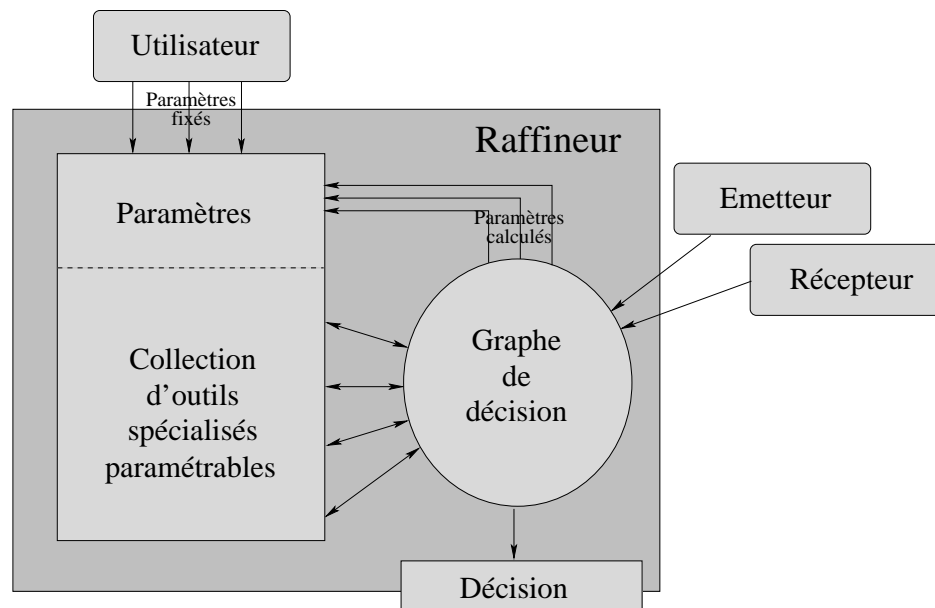 Utilisateur
Paramètres
fixés
Raffineur
Paramètres
Paramètres
calculés
Emetteur
Récepteur
Graphe
de
décision
Collection
d’outils
spécialisés
paramétrables
Décision